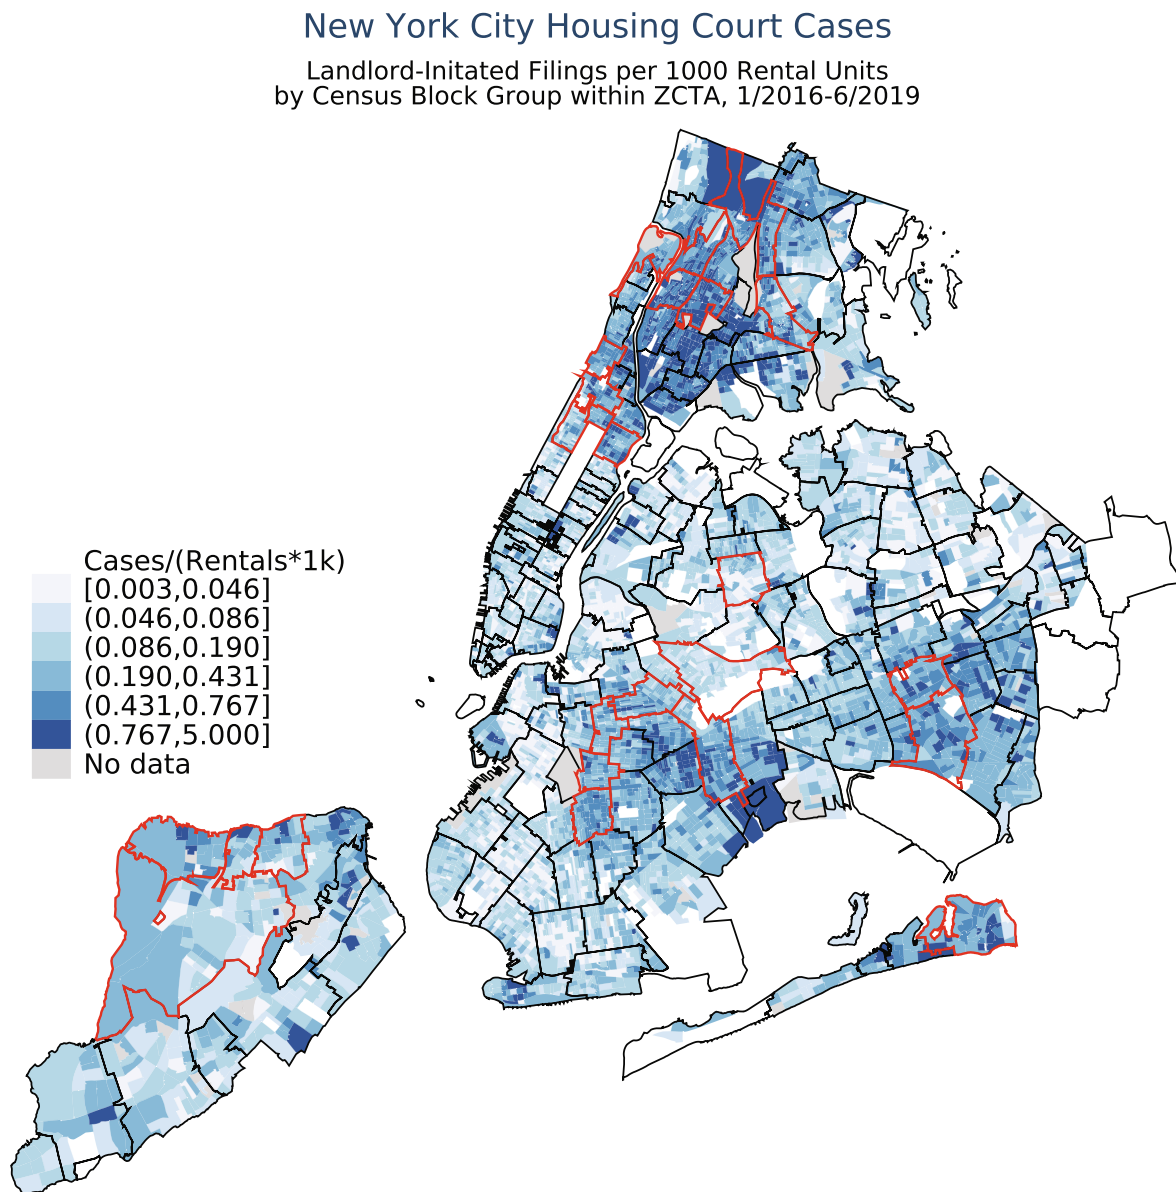 New York City Housing Court Cases
Landlord-Initated Filings per 1000 Rental Units
by Census Block Group within ZCTA, 1/2016-6/2019
Cases/(Rentals*1k)
[0.003,0.046]
(0.046,0.086]
(0.086,0.190]
(0.190,0.431]
(0.431,0.767]
(0.767,5.000]
No data